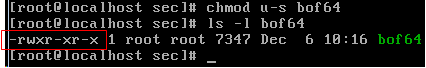 [root@localhost sec]# chmod u-s bof64
[root@localhost sec]# ls -l bof64
-rwxr-xr-x 1 root root 7347 Dec  6 10:16 bof64
[root@localhost sec]# _